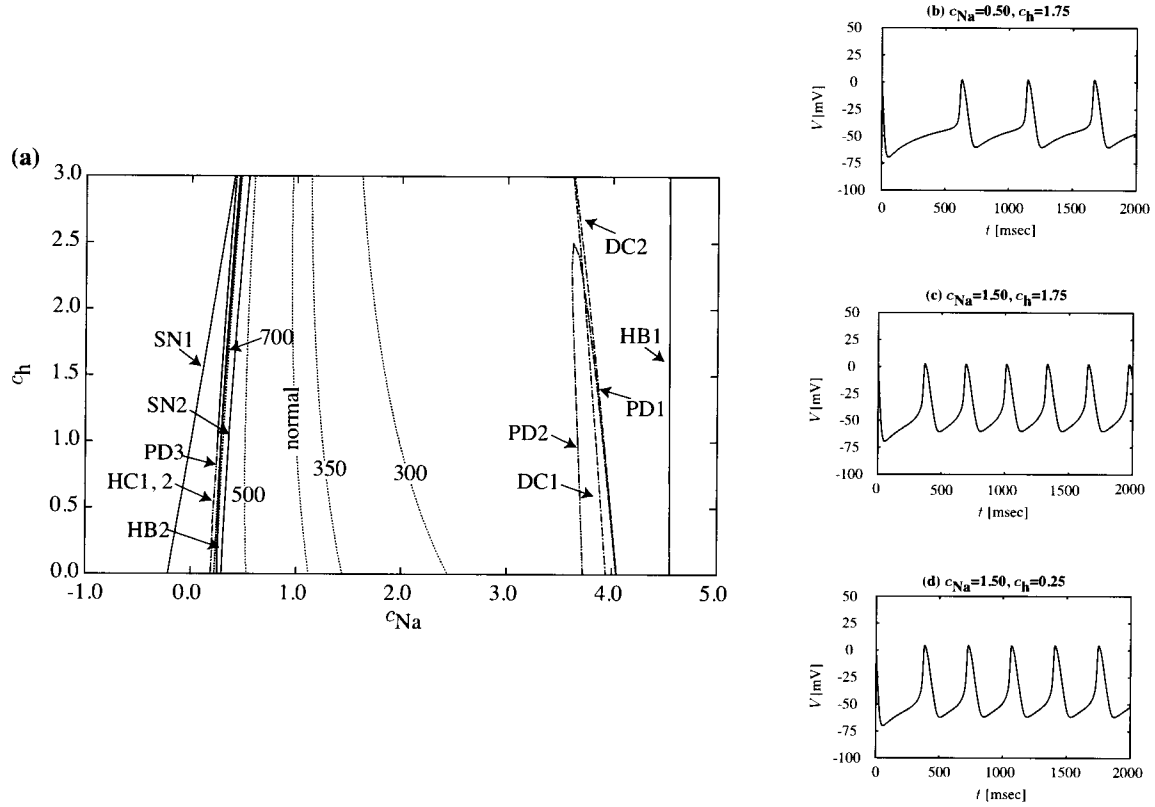 (a)
3.0
2.5
2.0
1.5
1.0
0.5
0.0
c_h
-1.0 0.0 1.0 2.0 3.0 4.0 5.0
c_Na
SN1
SN2
PD3
HC1, 2
HB2
700
500
normal
350
300
PD2
DC1
DC2
PD1
HB1
(b) c_Na=0.50, c_h=1.75
50
25
0
-25
-50
-75
-100
V [mV]
0 500 1000 1500 2000
t [msec]
(c) c_Na=1.50, c_h=1.75
50
25
0
-25
-50
-75
-100
V [mV]
0 500 1000 1500 2000
t [msec]
(d) c_Na=1.50, c_h=0.25
50
25
0
-25
-50
-75
-100
V [mV]
0 500 1000 1500 2000
t [msec]